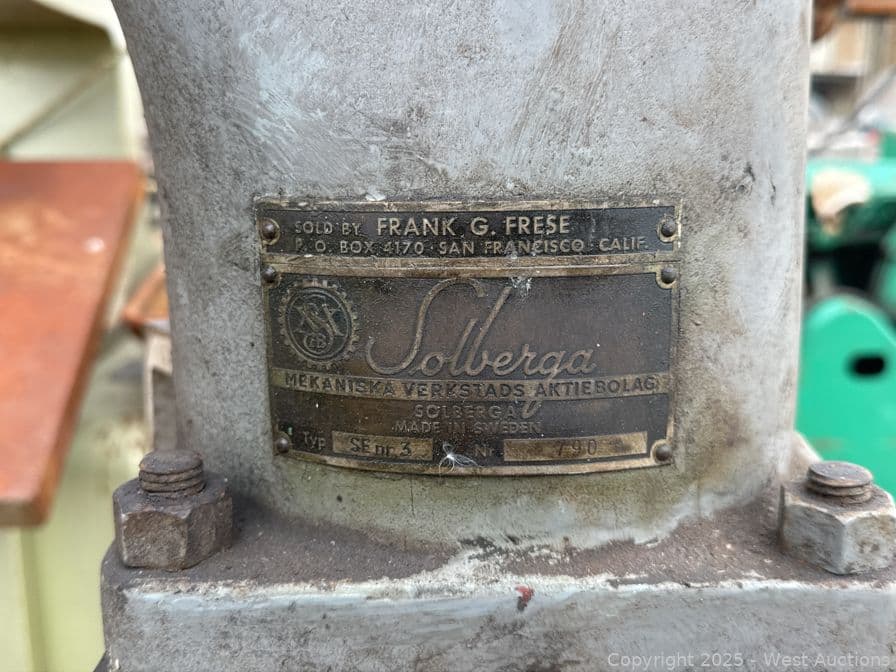 SOLD BY FRANK G. FRESE
P. O. BOX 4170 · SAN FRANCISCO · CALIF.
Solberga
MEKANISKA VERKSTADS AKTIEBOLAG
SOLBERGA
MADE IN SWEDEN
Typ SE nr. 3 Nr. 790
Copyright 2025 - West Auctions